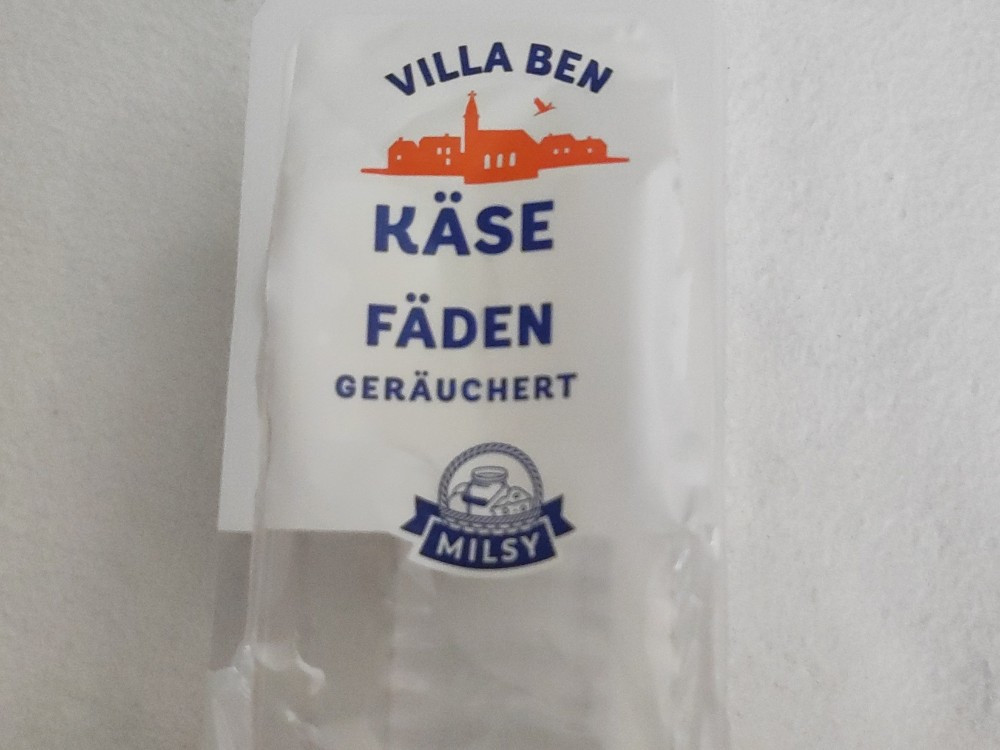 VILLA BEN
KÄSE
FÄDEN
GERÄUCHERT
MILSY